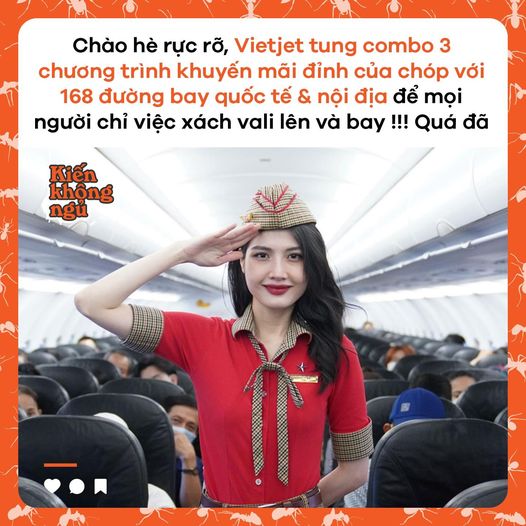 Chào hè rực rỡ, Vietjet tung combo 3
chương trình khuyến mãi đỉnh của chóp với
168 đường bay quốc tế & nội địa để mọi
người chỉ việc xách vali lên và bay !!! Quá đã
Kiến
không
ngủ